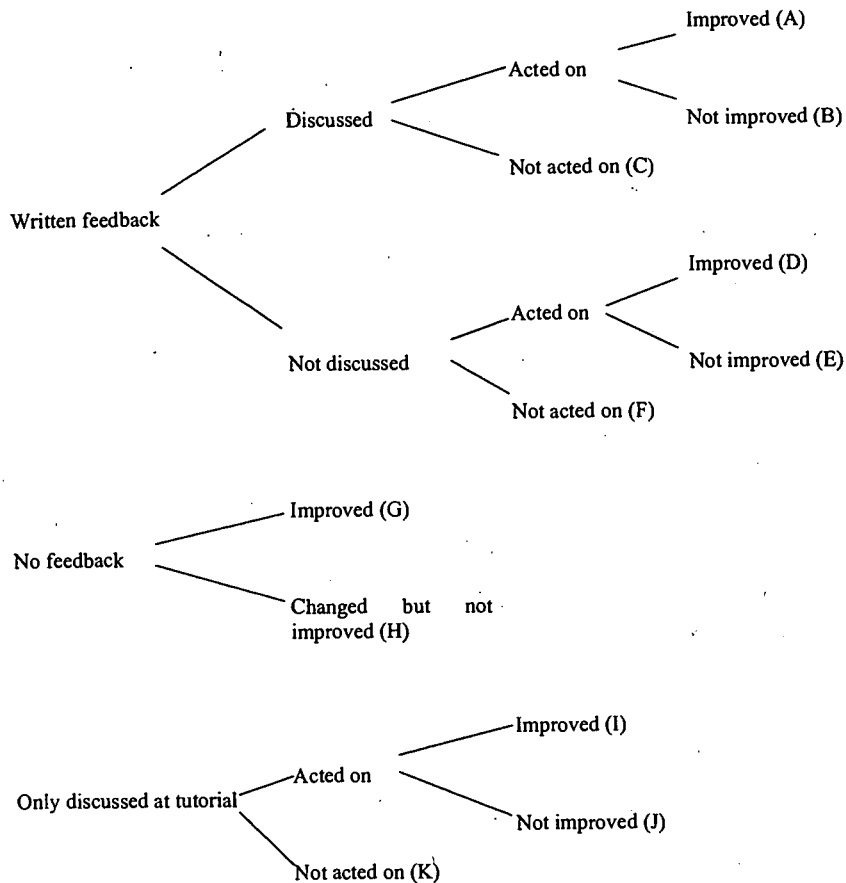 Improved (A)
Acted on
Discussed
Not improved (B)
Not acted on (C)
Written feedback
Improved (D)
Acted on
Not discussed
Not improved (E)
Not acted on (F)
Improved (G)
No feedback
Changed but not
improved (H)
Improved (I)
Acted on
Only discussed at tutorial
Not improved (J)
Not acted on (K)